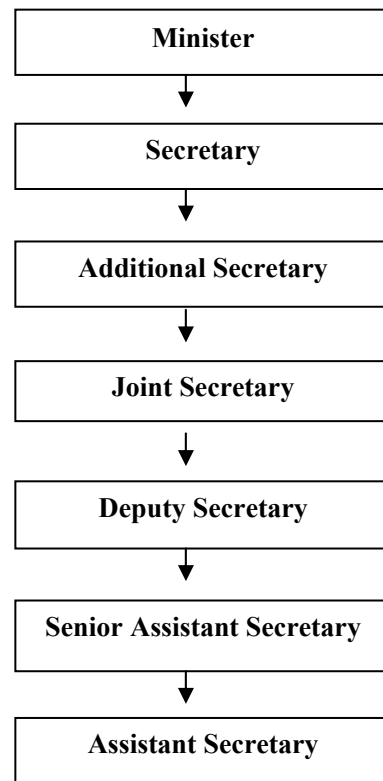 Minister
Secretary
Additional Secretary
Joint Secretary
Deputy Secretary
Senior Assistant Secretary
Assistant Secretary